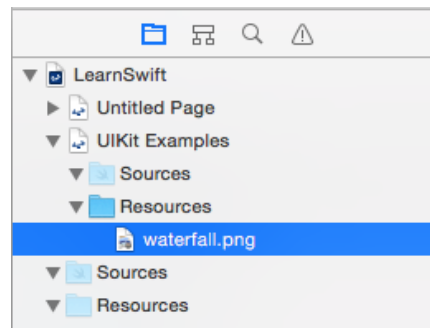 LearnSwift
Untitled Page
UIKit Examples
Sources
Resources
waterfall.png
Sources
Resources